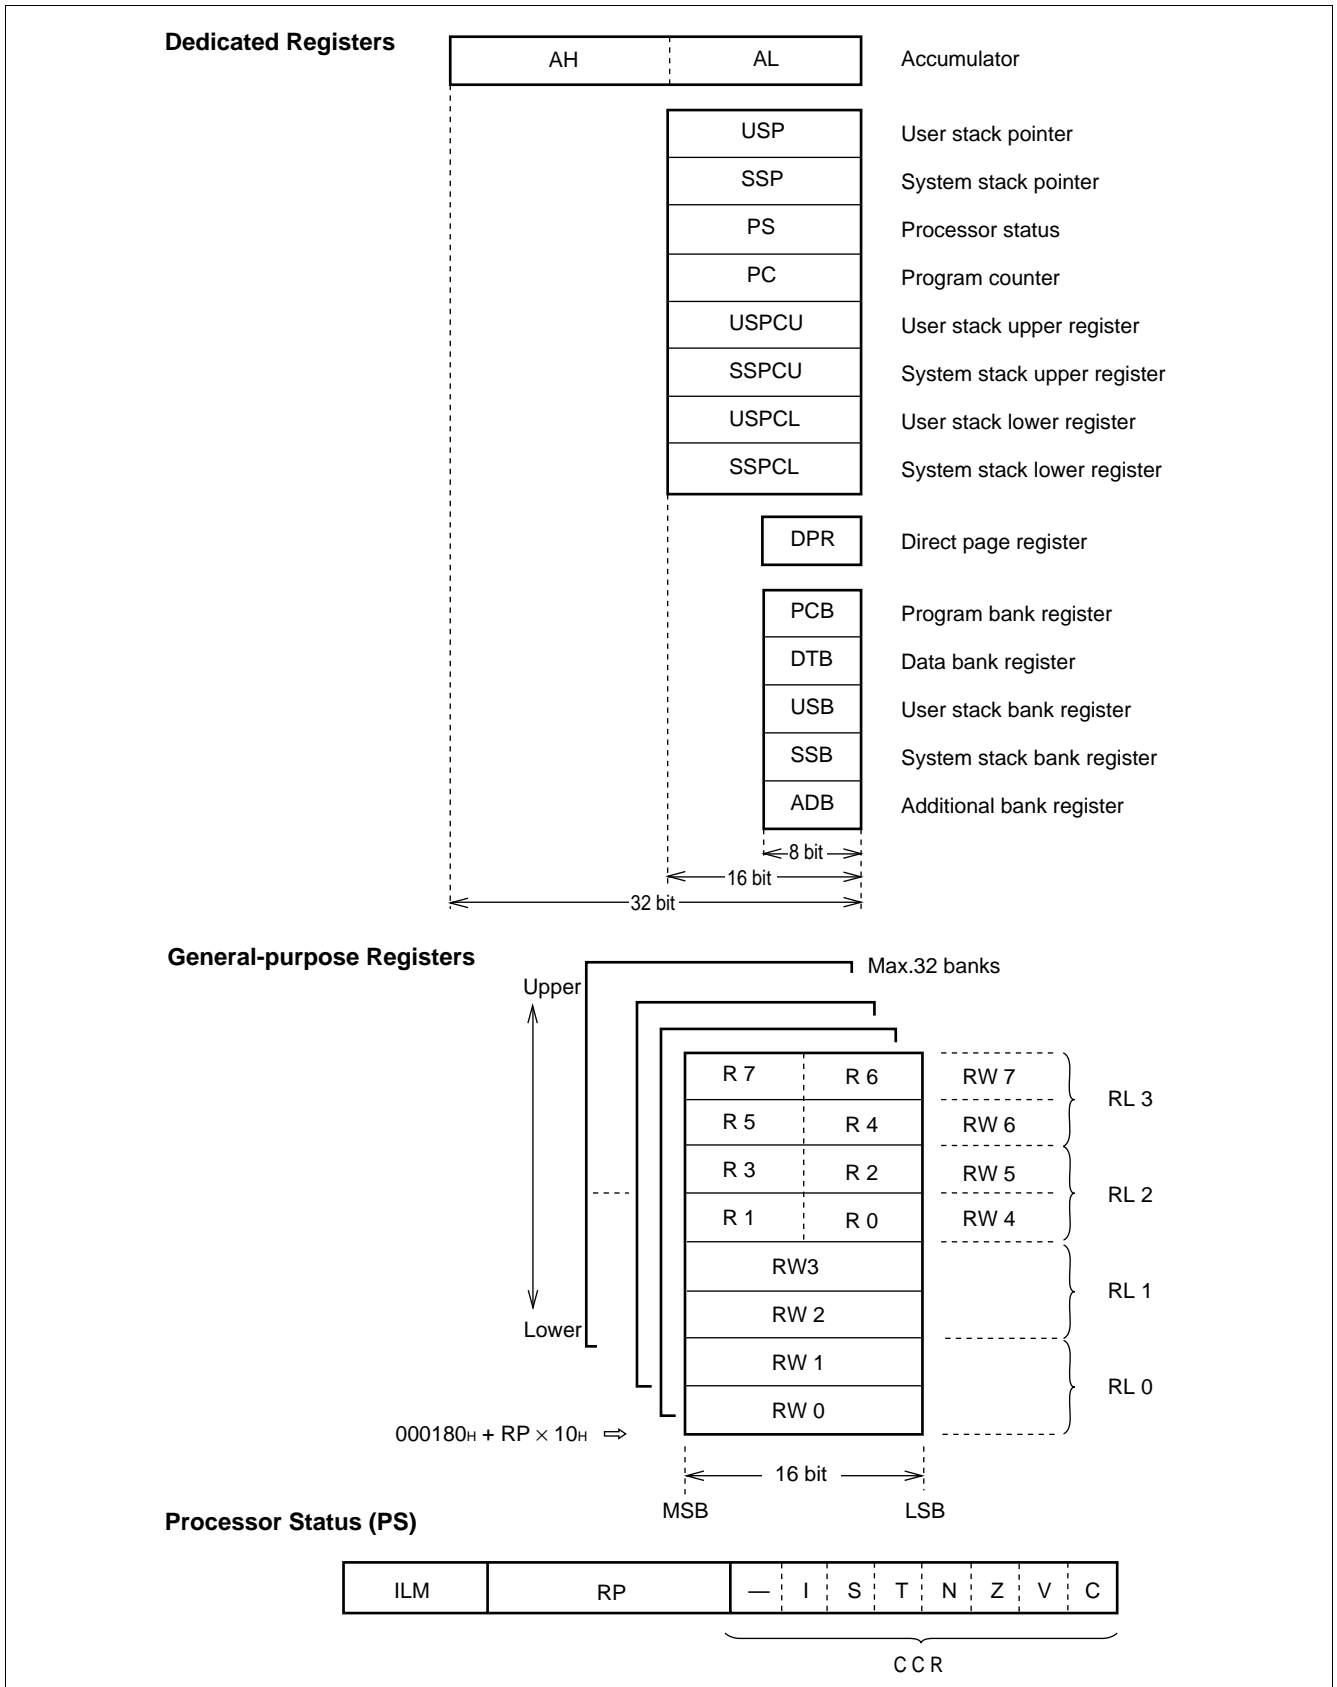 Dedicated Registers
AH AL Accumulator
USP User stack pointer
SSP System stack pointer
PS Processor status
PC Program counter
USPCU User stack upper register
SSPCU System stack upper register
USPCL User stack lower register
SSPCL System stack lower register
DPR Direct page register
PCB Program bank register
DTB Data bank register
USB User stack bank register
SSB System stack bank register
ADB Additional bank register
8 bit
16 bit
32 bit
General-purpose Registers
Max.32 banks
Upper
R 7 R 6 RW 7
RL 3
R 5 R 4 RW 6
R 3 R 2 RW 5
RL 2
R 1 R 0 RW 4
RW3
RL 1
RW 2
Lower
RW 1
RL 0
RW 0
000180H + RP × 10H ⇨
16 bit
MSB LSB
Processor Status (PS)
ILM RP — I S T N Z V C
C C R